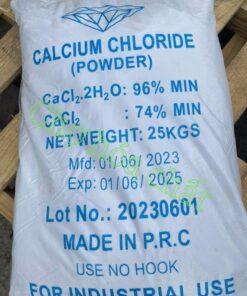 CALCIUM CHLORIDE
(POWDER)
CaCl₂.2H₂O: 96% MIN
CaCl₂ : 74% MIN
NET WEIGHT: 25KGS
Mfd: 01/06/2023
Exp: 01/06/2025
Lot No.: 20230601
MADE IN P.R.C
USE NO HOOK
FOR INDUSTRIAL USE